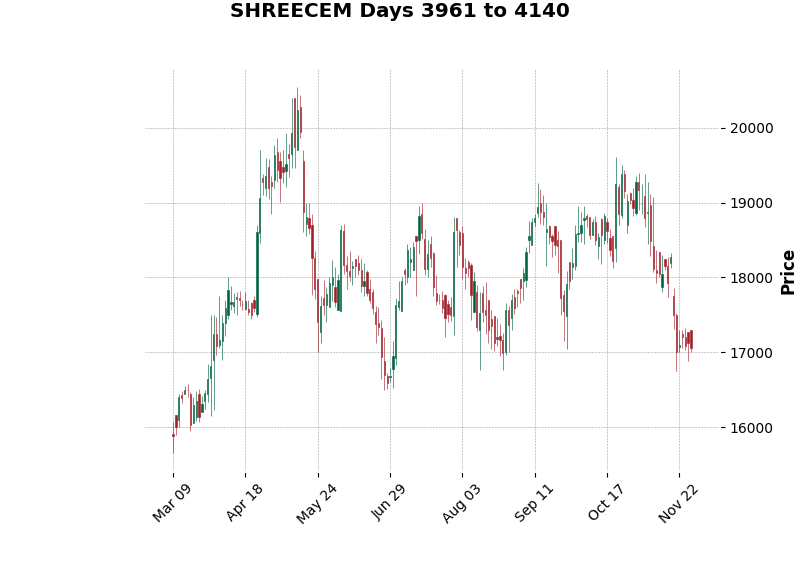 SHREECEM Days 3961 to 4140
20000
19000
18000
17000
16000
Price
Mar 09
Apr 18
May 24
Jun 29
Aug 03
Sep 11
Oct 17
Nov 22